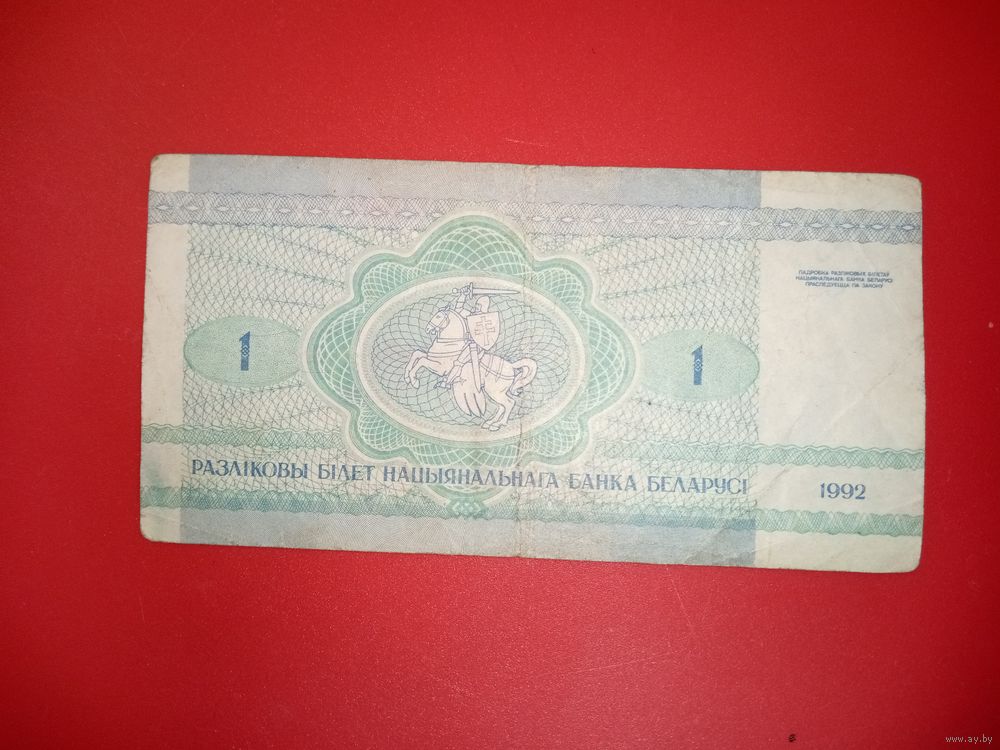 ПАДРОБКА РАЗЛІКОВЫХ БІЛЕТАЎ
НАЦЫЯНАЛЬНАГА БАНКА БЕЛАРУСІ
ПРАСЛЕДУЕЦЦА ПА ЗАКОНУ
1
1
РАЗЛІКОВЫ БІЛЕТ НАЦЫЯНАЛЬНАГА БАНКА БЕЛАРУСІ
1992
www.ay.by